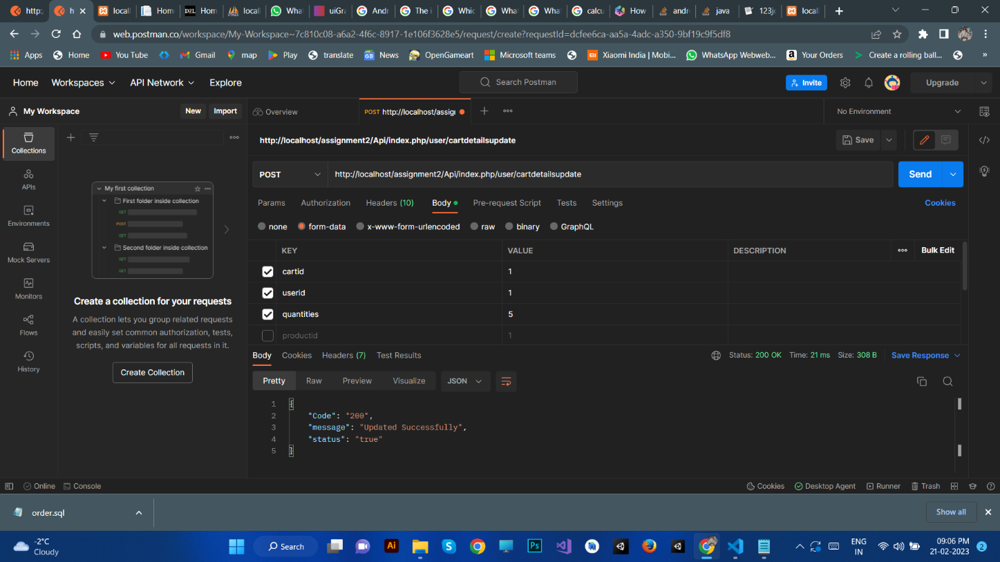 http:/
h
locall
Hom
D2L
Hom
locall
What
uiGra
Andr
The i
Whic
What
What
calcu
How
andr
java
123jo
locall
web.postman.co/workspace/My-Workspace~7c810c08-a6a2-4f6c-8917-1e106f3628e5/request/create?requestId=dcfee6ca-aa5a-4adc-a350-9bf19c9f5df8
Apps
Home
You Tube
Gmail
map
Play
translate
News
OpenGameart
Microsoft teams
Xiaomi India | Mobi...
WhatsApp Webweb...
Your Orders
Create a rolling ball...
»
Home
Workspaces
API Network
Explore
Search Postman
Invite
Upgrade
My Workspace
New
Import
Overview
POST http://localhost/assign
No Environment
Collections
APIs
Environments
Mock Servers
Monitors
Flows
History
My first collection
First folder inside collection
GET
POST
GET
Second folder inside collection
GET
GET
Create a collection for your requests
A collection lets you group related requests
and easily set common authorization, tests,
scripts, and variables for all requests in it.
Create Collection
http://localhost/assignment2/Api/index.php/user/cartdetailsupdate
Save
POST
http://localhost/assignment2/Api/index.php/user/cartdetailsupdate
Send
Params
Authorization
Headers (10)
Body
Pre-request Script
Tests
Settings
Cookies
none
form-data
x-www-form-urlencoded
raw
binary
GraphQL
KEY
VALUE
DESCRIPTION
Bulk Edit
cartid
1
userid
1
quantities
5
productid
1
Body
Cookies
Headers (7)
Test Results
Status: 200 OK
Time: 21 ms
Size: 308 B
Save Response
Pretty
Raw
Preview
Visualize
JSON
1 {
2 "Code": "200",
3 "message": "Updated Successfully",
4 "status": "true"
5 }
Online
Console
Cookies
Desktop Agent
Runner
Trash
order.sql
Show all
-2°C
Cloudy
Search
Ai
Ps
ENG
IN
09:06 PM
21-02-2023
2